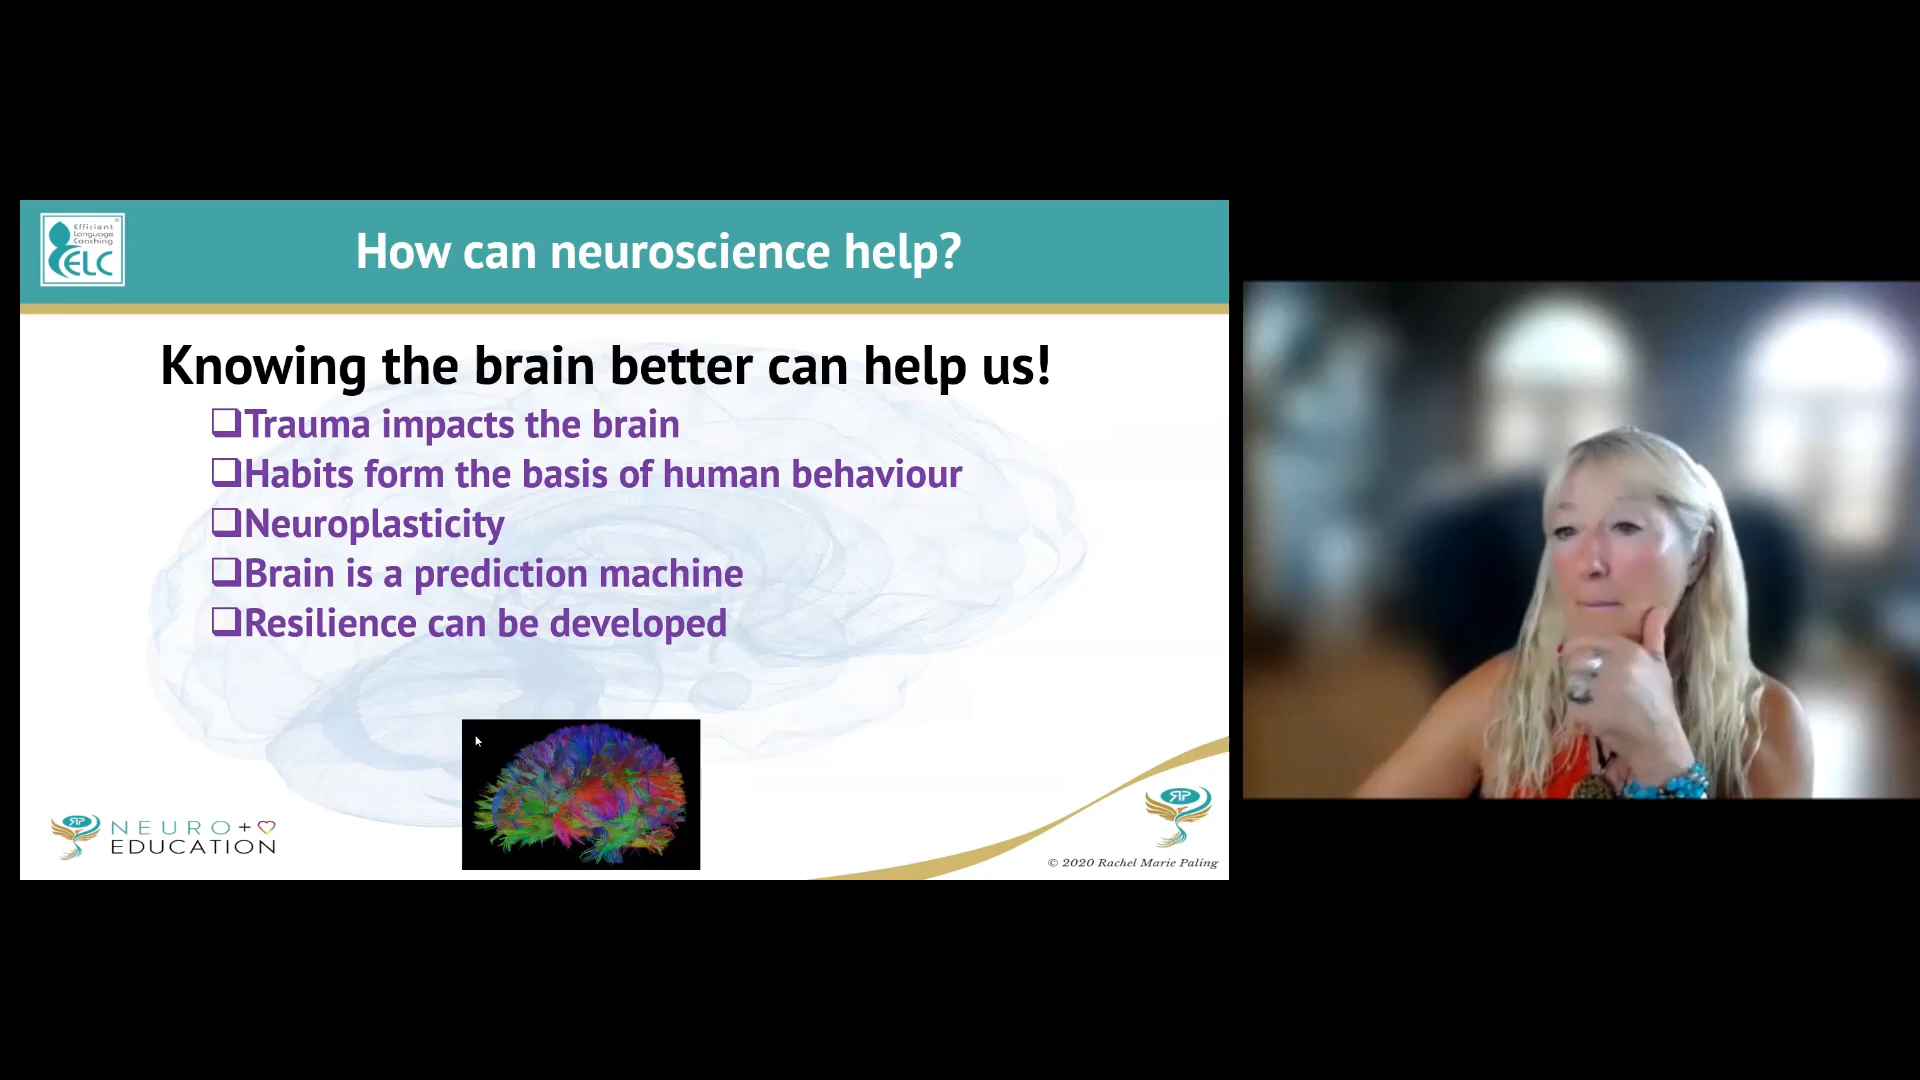 Efficient
Language
Coaching
ELC
How can neuroscience help?
Knowing the brain better can help us!
Trauma impacts the brain
Habits form the basis of human behaviour
Neuroplasticity
Brain is a prediction machine
Resilience can be developed
NEURO+
EDUCATION
© 2020 Rachel Marie Paling